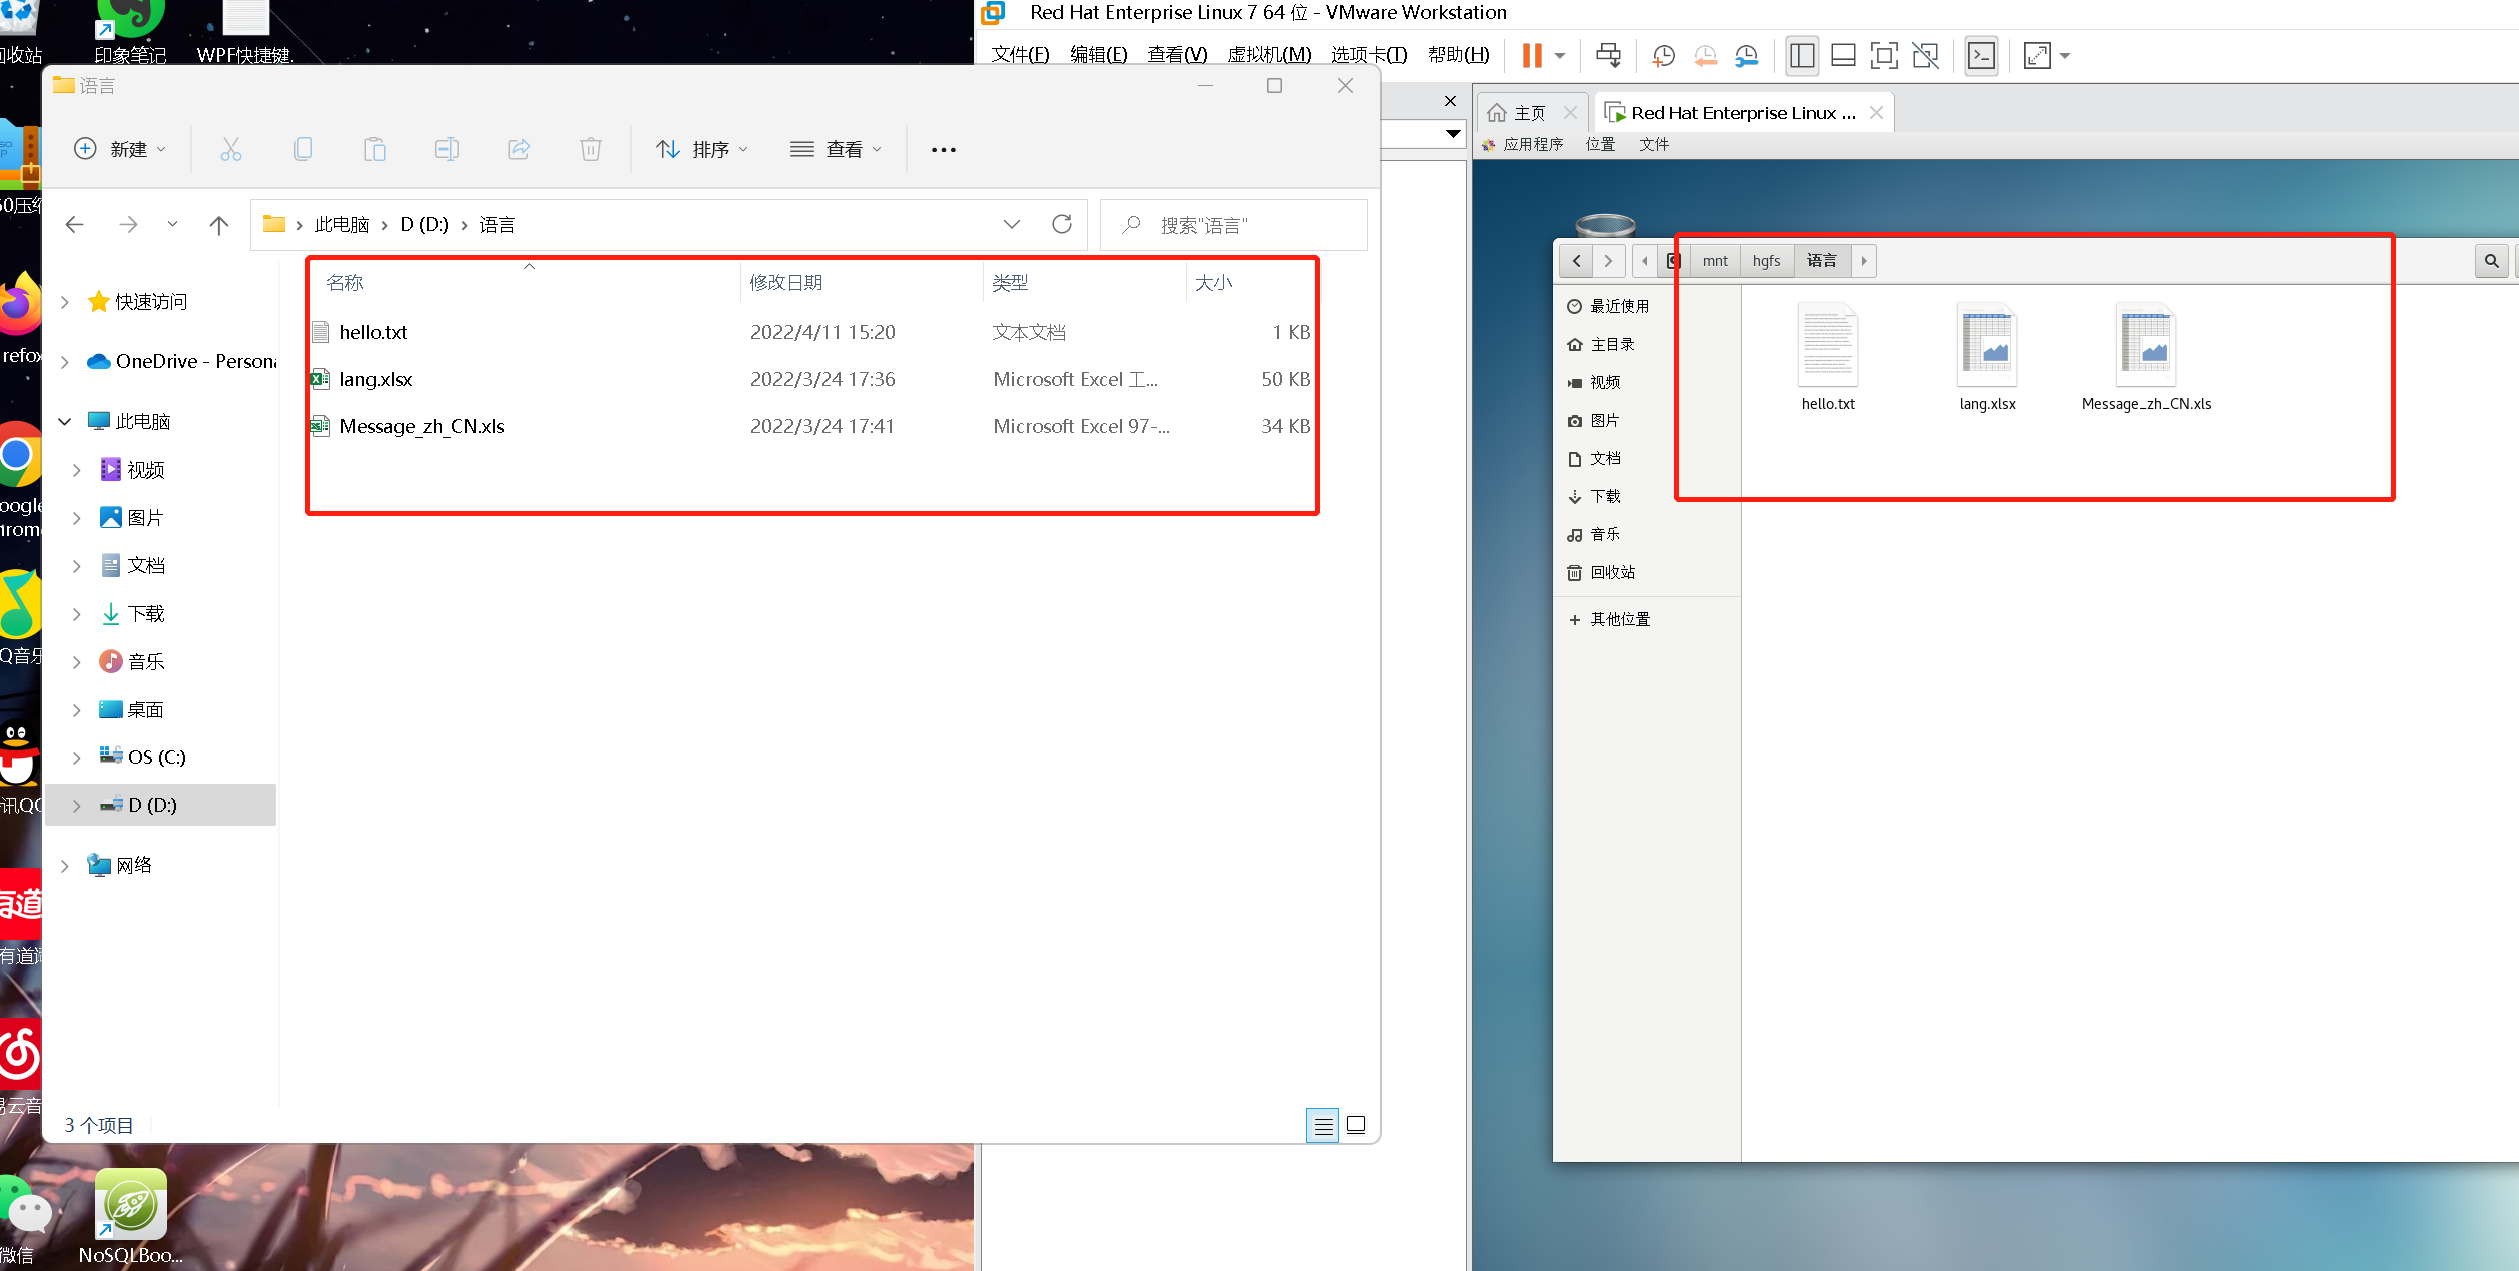 回收站
印象笔记
WPF快捷键.
Red Hat Enterprise Linux 7 64 位 - VMware Workstation
文件(F) 编辑(E) 查看(V) 虚拟机(M) 选项卡(T) 帮助(H)
语言
新建
排序
查看
此电脑 › D (D:) › 语言
搜索"语言"
名称 修改日期 类型 大小
hello.txt 2022/4/11 15:20 文本文档 1 KB
lang.xlsx 2022/3/24 17:36 Microsoft Excel 工... 50 KB
Message_zh_CN.xls 2022/3/24 17:41 Microsoft Excel 97-... 34 KB
快速访问
OneDrive - Persona
此电脑
视频
图片
文档
下载
音乐
桌面
OS (C:)
D (D:)
网络
3 个项目
60压缩
refox
oogle
hrom
Q音乐
讯QQ
有道
易云音
微信
NoSQLBoo...
主页
Red Hat Enterprise Linux ...
应用程序 位置 文件
mnt hgfs 语言
最近使用
主目录
视频
图片
文档
下载
音乐
回收站
其他位置
hello.txt
lang.xlsx
Message_zh_CN.xls